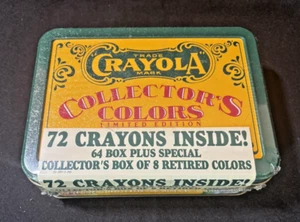 TRADE
"CRAYOLA"
MARK
COLLECTOR'S
COLORS
LIMITED EDITION
72 CRAYONS INSIDE!
64 BOX PLUS SPECIAL
COLLECTOR'S BOX OF 8 RETIRED COLORS
72 CRAYONS INSIDE!